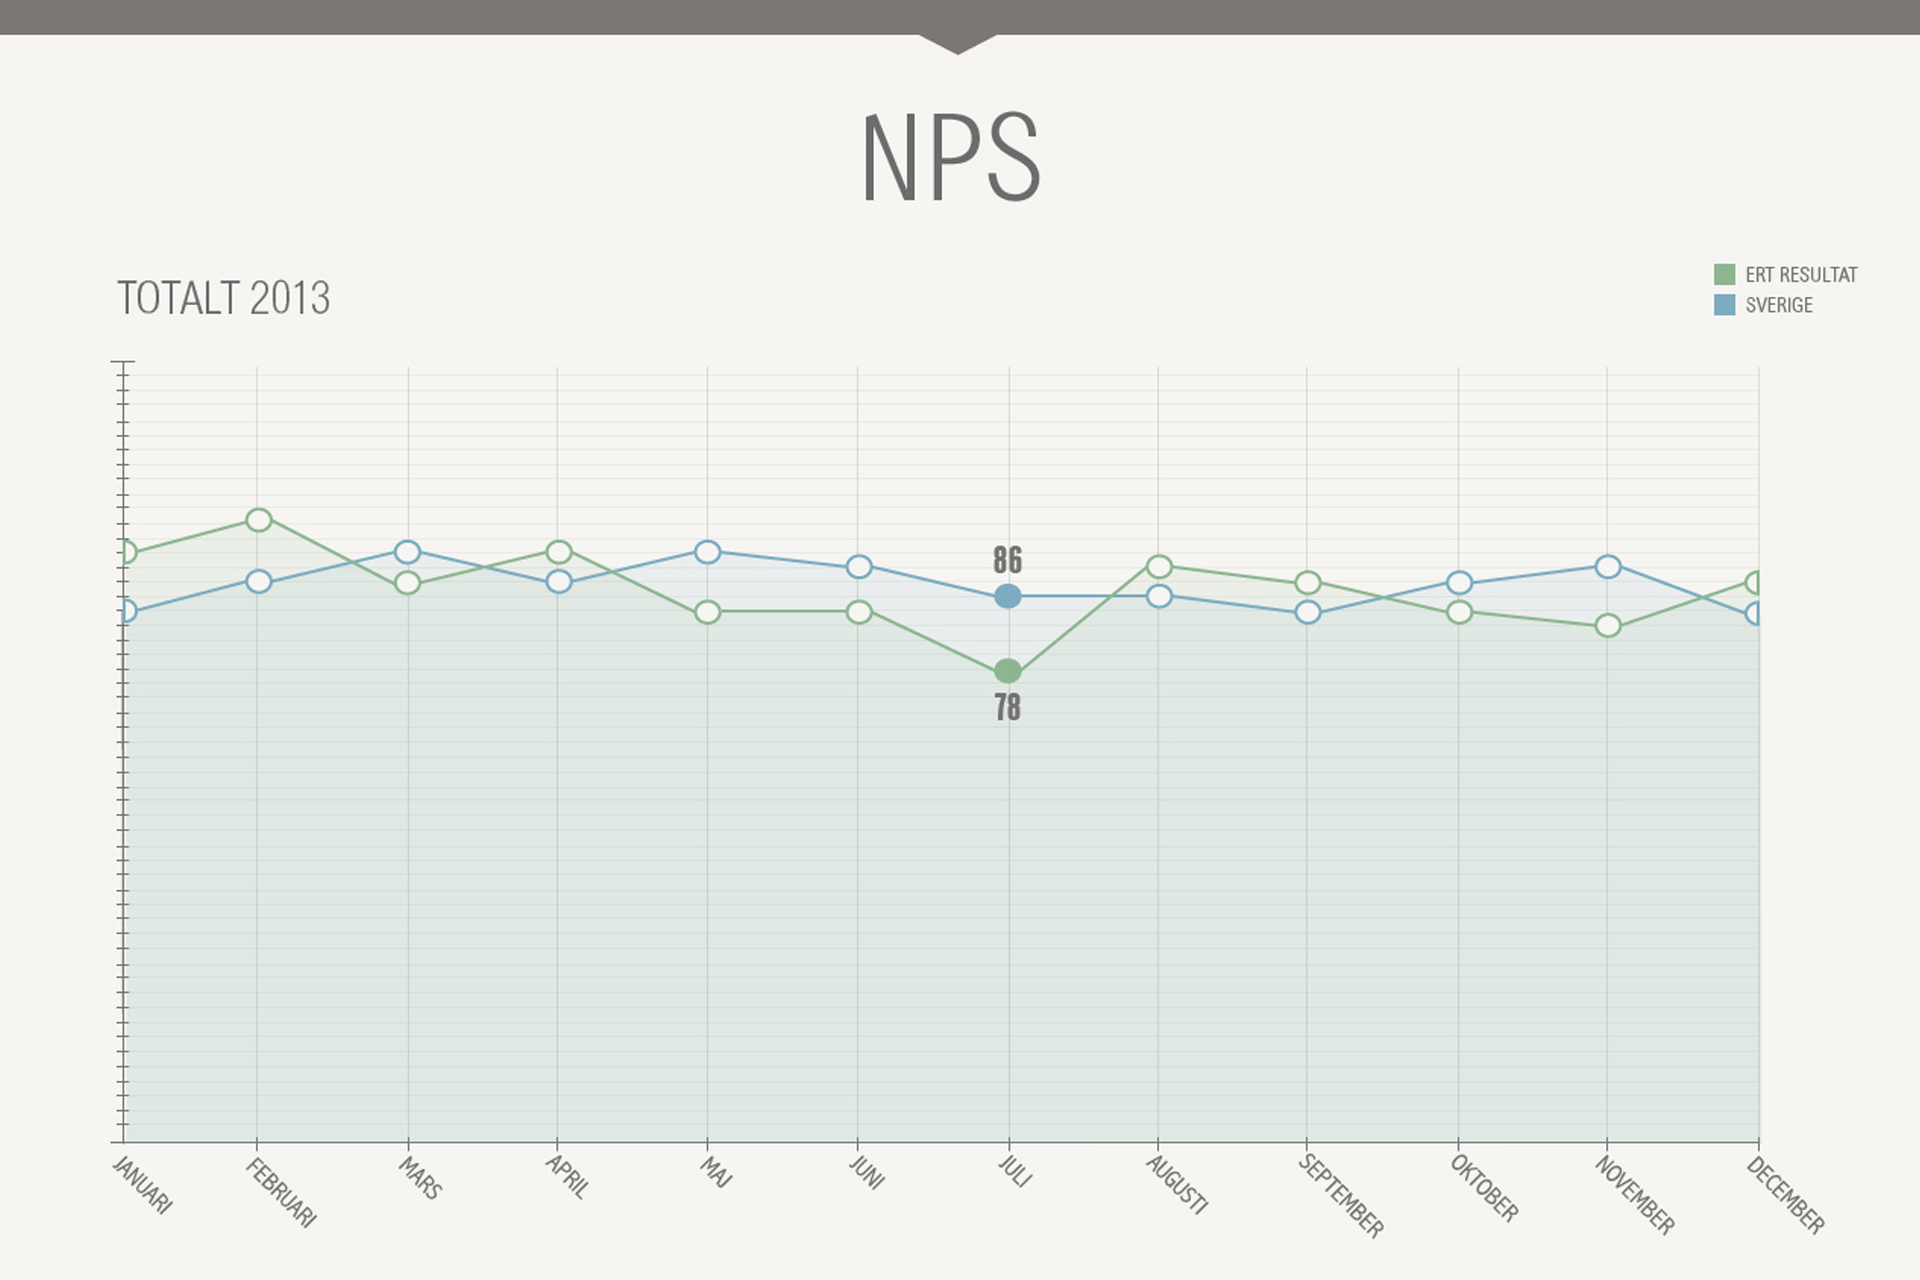 NPS
TOTALT 2013
ERT RESULTAT
SVERIGE
86
78
JANUARI
FEBRUARI
MARS
APRIL
MAJ
JUNI
JULI
AUGUSTI
SEPTEMBER
OKTOBER
NOVEMBER
DECEMBER